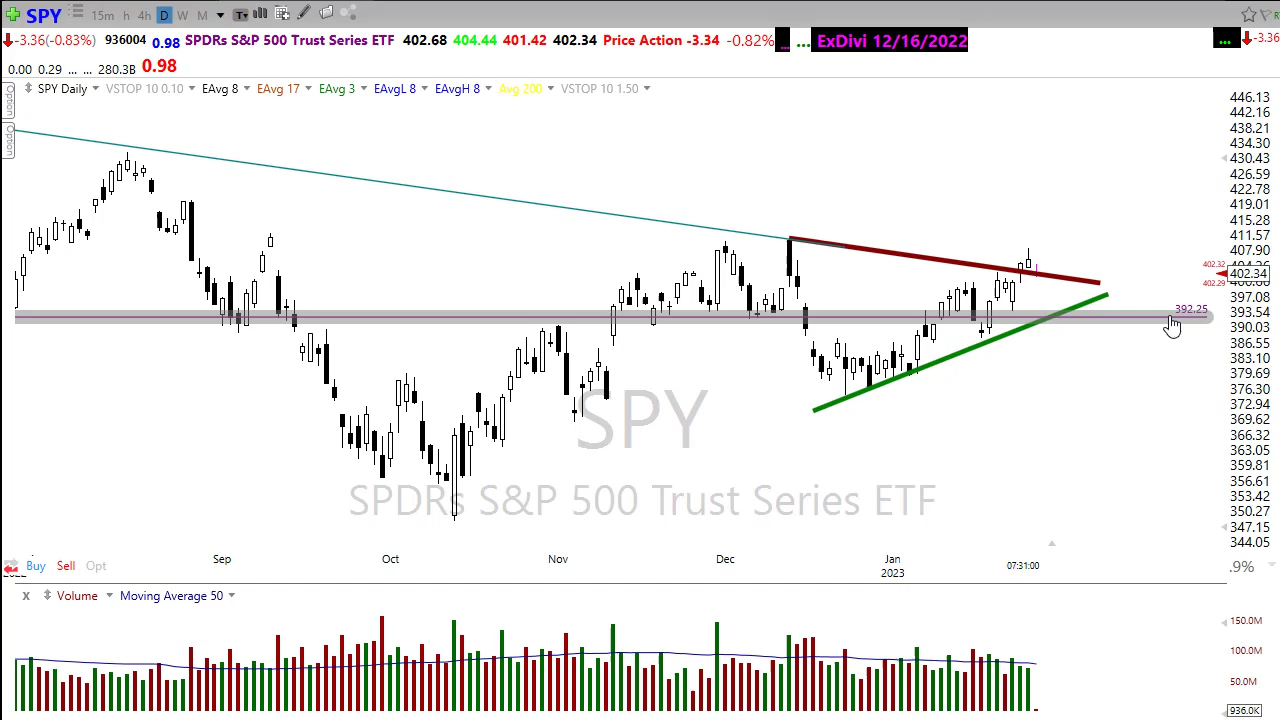 SPY 15m h 4h D W M T
-3.36(-0.83%) 936004 0.98 SPDRs S&P 500 Trust Series ETF 402.68 404.44 401.42 402.34 Price Action -3.34 -0.82% ... ... ExDivi 12/16/2022 ... -3.36
0.00 0.29 ... ... 280.3B 0.98
Option
Option
SPY Daily VSTOP 10 0.10 EAvg 8 EAvg 17 EAvg 3 EAvgL 8 EAvgH 8 Avg 200 VSTOP 10 1.50
446.13
442.16
438.21
434.30
430.43
426.59
422.78
419.01
415.28
411.57
407.90
402.32
402.34
402.29
397.08
392.25
393.54
390.03
386.55
383.10
379.69
376.30
372.94
369.62
366.32
363.05
359.81
356.61
353.42
350.27
347.15
344.05
SPY
SPDRs S&P 500 Trust Series ETF
Sep Oct Nov Dec Jan
2023 07:31:00
Buy Sell Opt .9%
x Volume Moving Average 50
150.0M
100.0M
50.0M
936.0K